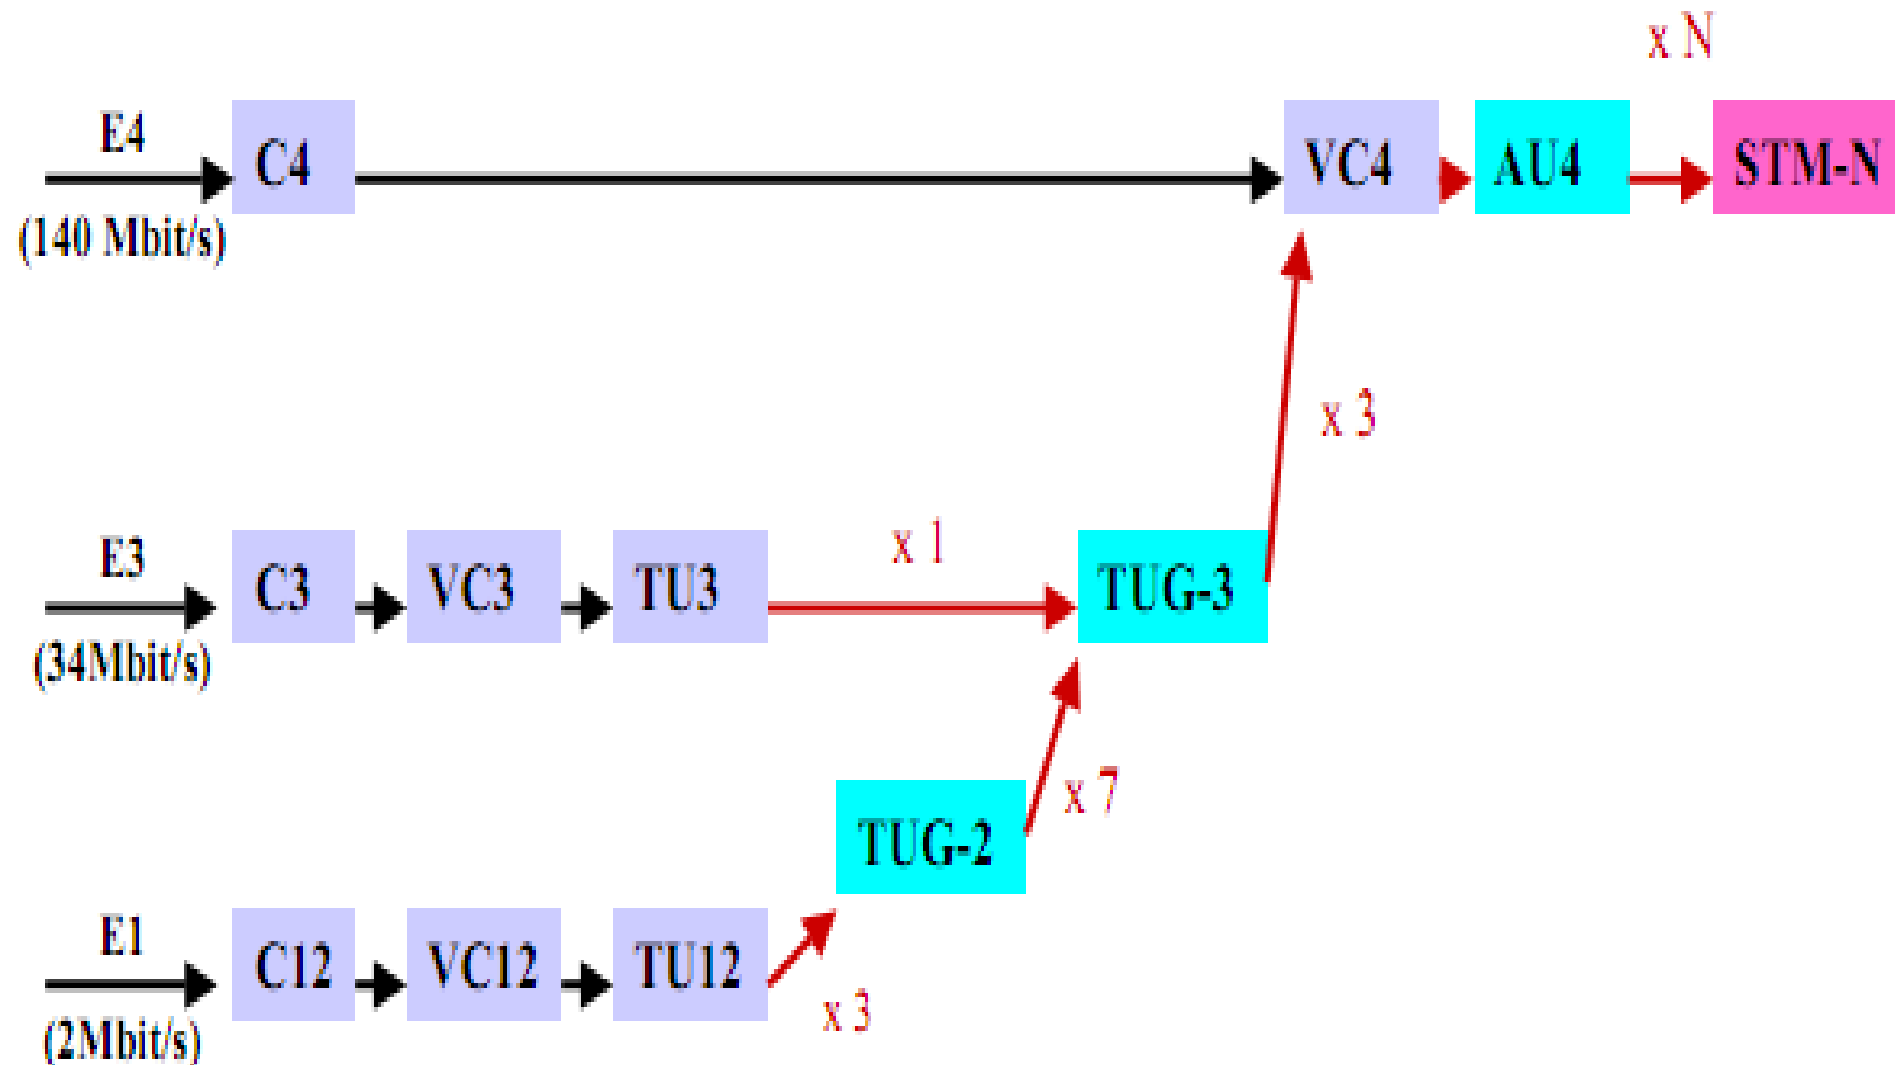 x N
E4
C4
VC4
AU4
STM-N
(140 Mbit/s)
x 3
E3
x 1
C3
VC3
TU3
TUG-3
(34Mbit/s)
x 7
TUG-2
E1
C12
VC12
TU12
x 3
(2Mbit/s)